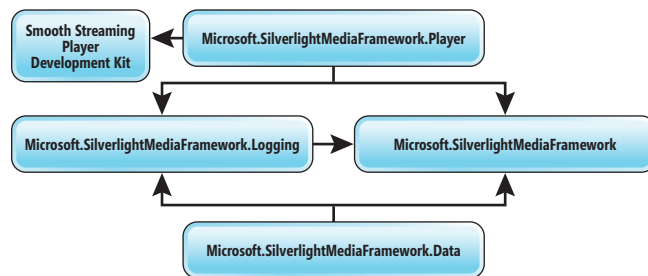 Smooth Streaming
Player
Development Kit
Microsoft.SilverlightMediaFramework.Player
Microsoft.SilverlightMediaFramework.Logging
Microsoft.SilverlightMediaFramework
Microsoft.SilverlightMediaFramework.Data